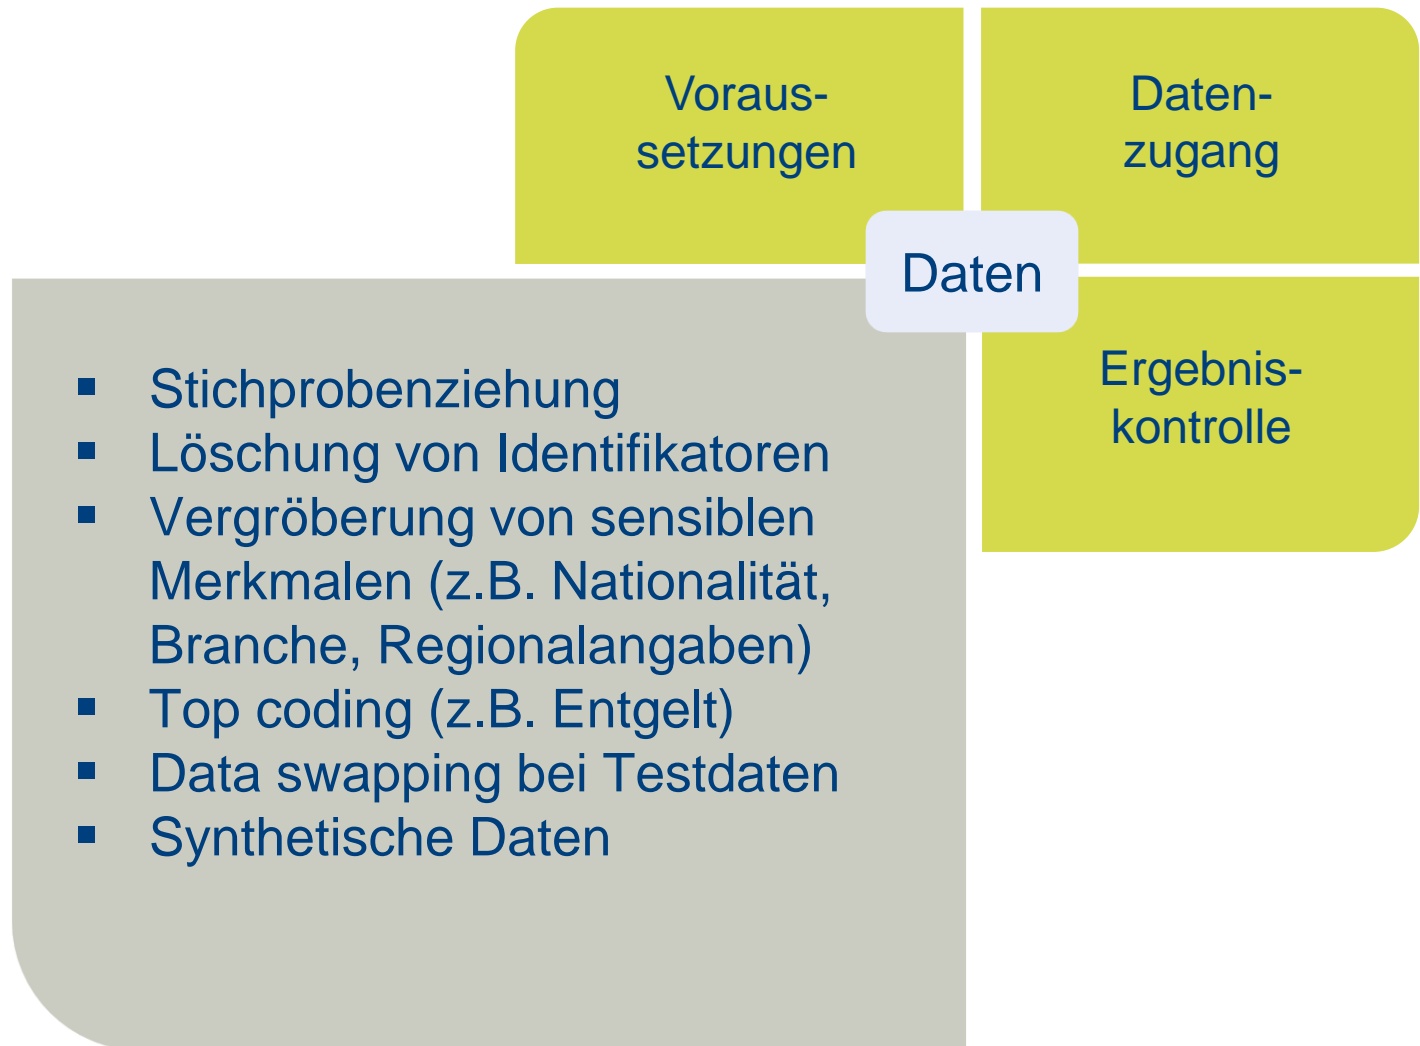 Voraus-
setzungen
Daten-
zugang
Daten
Ergebnis-
kontrolle
▪ Stichprobenziehung
▪ Löschung von Identifikatoren
▪ Vergröberung von sensiblen
Merkmalen (z.B. Nationalität,
Branche, Regionalangaben)
▪ Top coding (z.B. Entgelt)
▪ Data swapping bei Testdaten
▪ Synthetische Daten